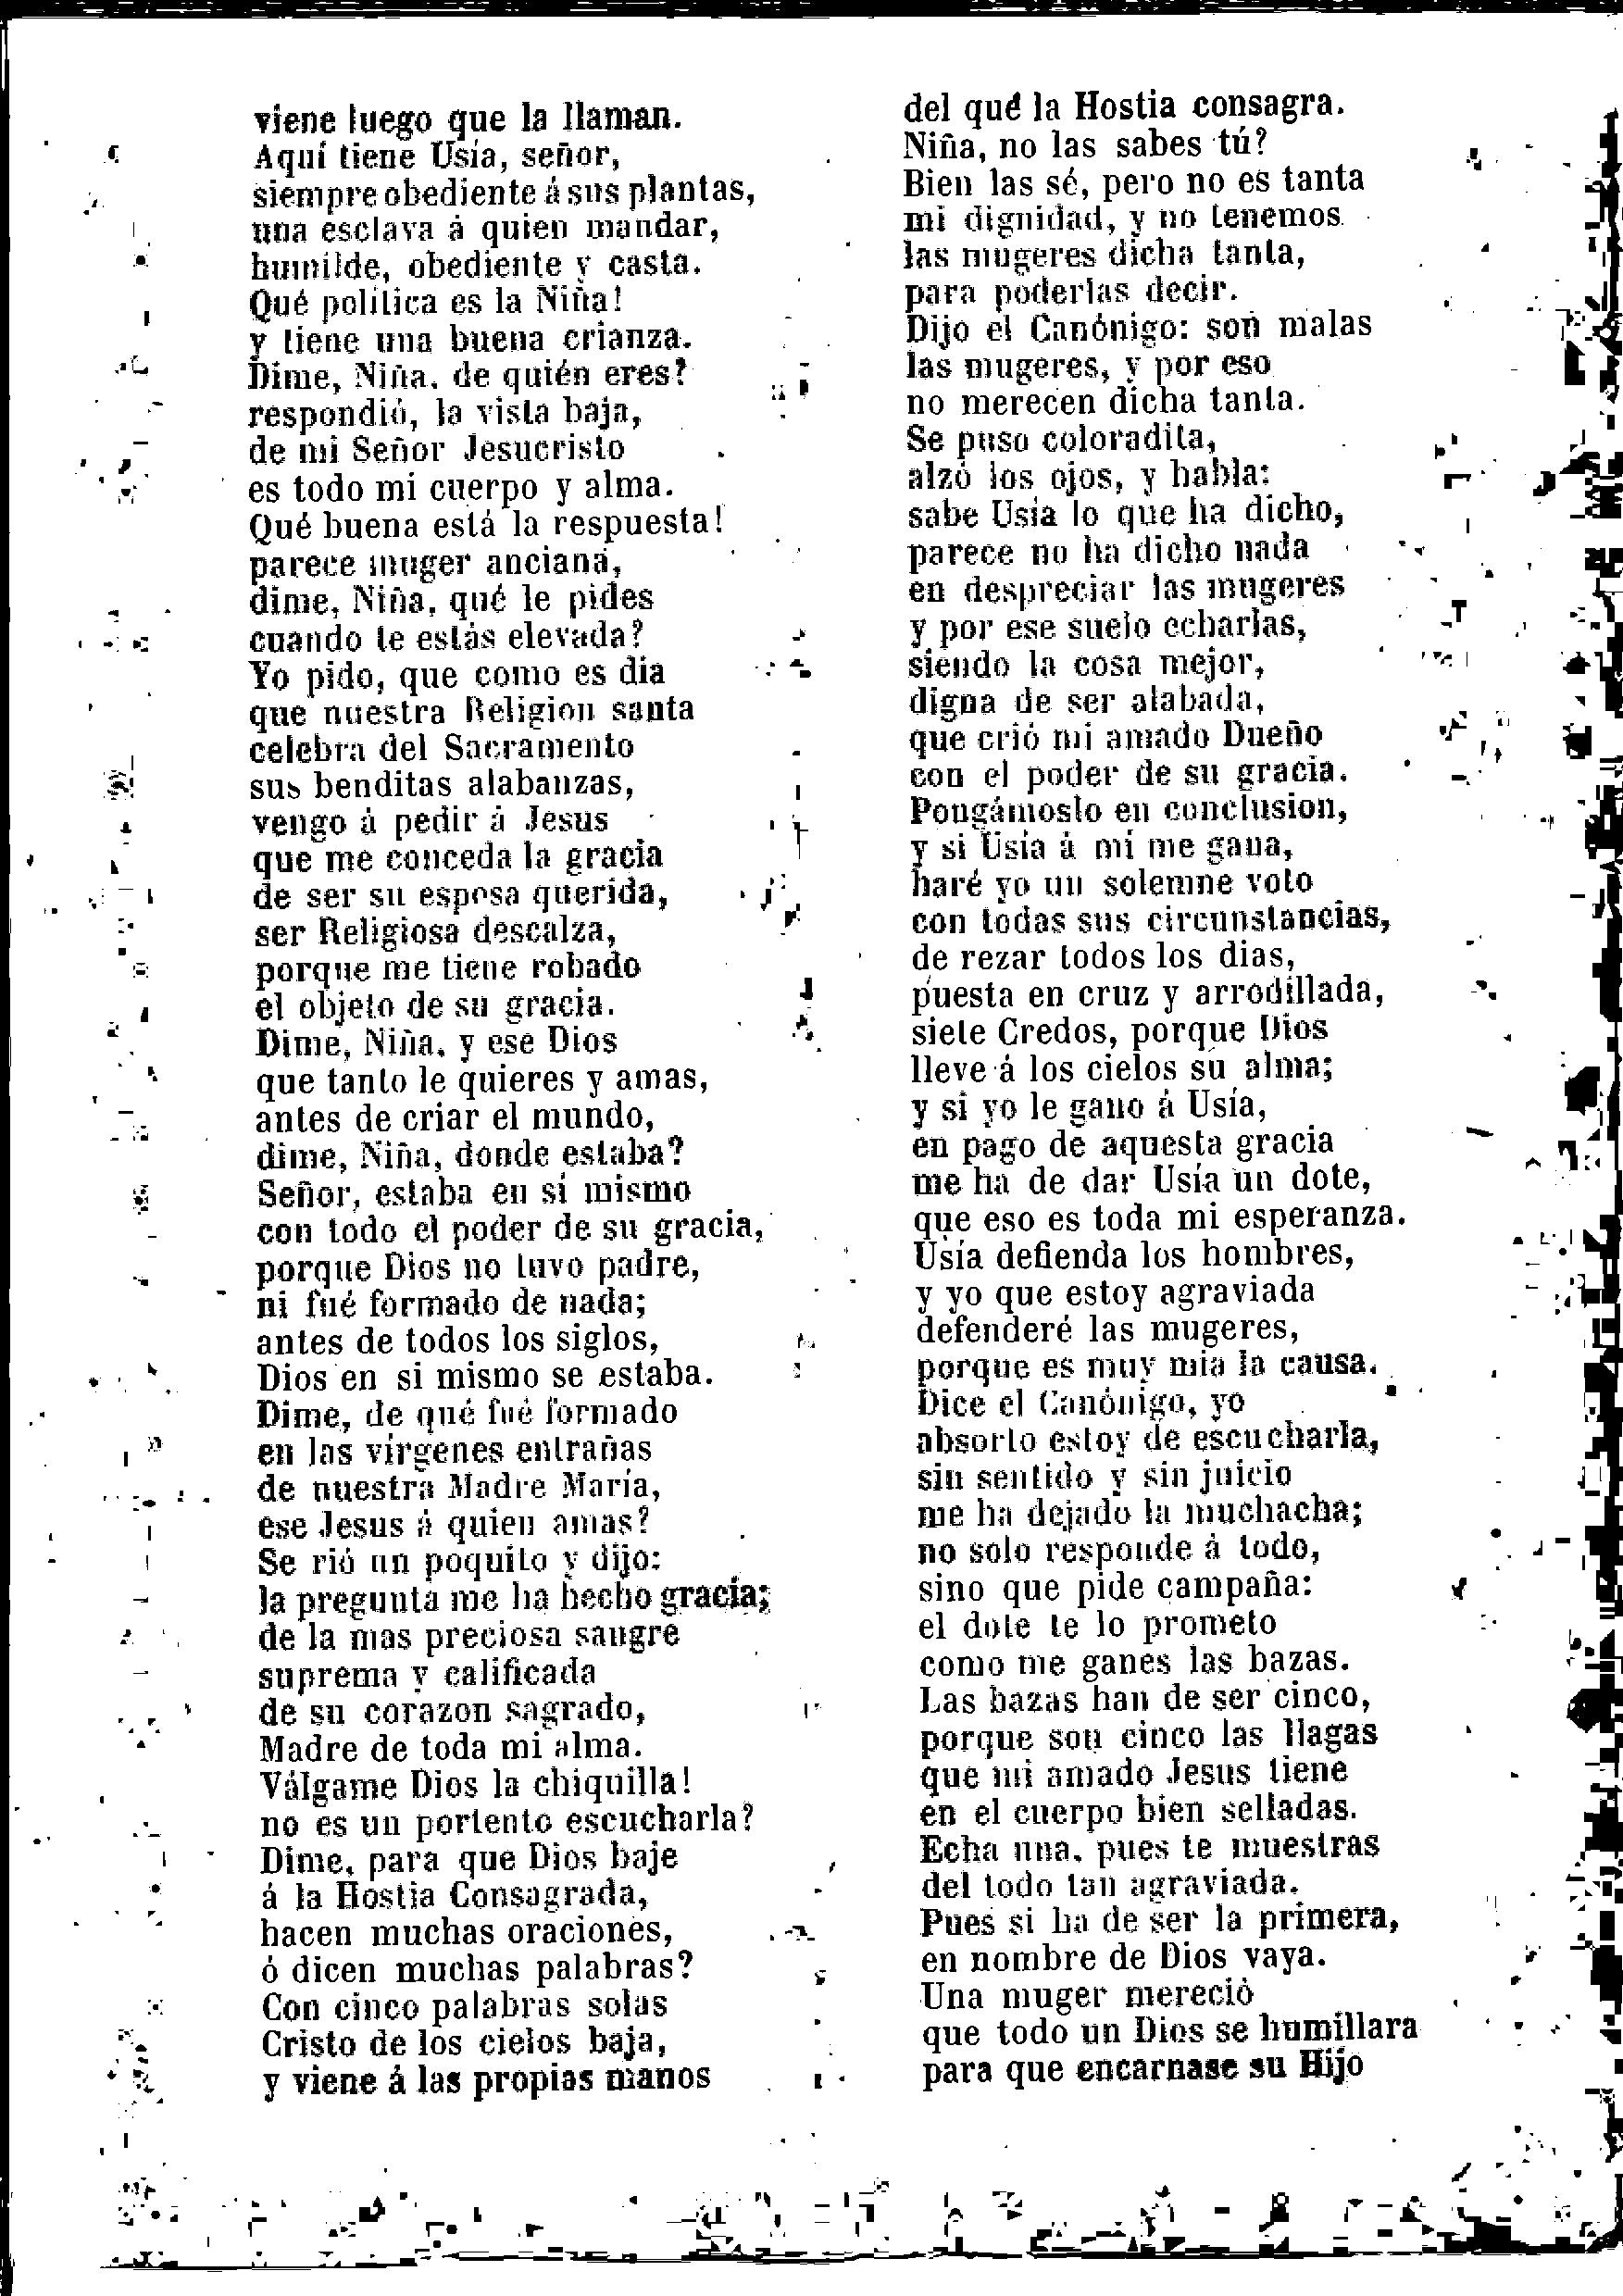 viene luego que la llaman.
Aquí tiene Usía, señor,
siempre obediente á sus plantas,
una esclava á quien mandar,
humilde, obediente y casta.
Qué política es la Niña!
y tiene una buena crianza.
Dime, Niña, de quién eres?
respondió, la vista baja,
de mi Señor Jesucristo
es todo mi cuerpo y alma.
Qué buena está la respuesta!
parece muger anciana,
dime, Niña, qué le pides
cuando te estás elevada?
Yo pido, que como es dia
que nuestra Religion santa
celebra del Sacramento
sus benditas alabanzas,
vengo á pedir á Jesus
que me conceda la gracia
de ser su esposa querida,
ser Religiosa descalza,
porque me tiene robado
el objeto de su gracia.
Dime, Niña, y ese Dios
que tanto le quieres y amas,
antes de criar el mundo,
dime, Niña, donde estaba?
Señor, estaba en sí mismo
con todo el poder de su gracia,
porque Dios no tuvo padre,
ni fué formado de nada;
antes de todos los siglos,
Dios en si mismo se estaba.
Dime, de qué fué formado
en las vírgenes entrañas
de nuestra Madre María,
ese Jesus á quien amas?
Se rió un poquito y dijo:
la pregunta me ha hecho gracia;
de la mas preciosa sangre
suprema y calificada
de su corazon sagrado,
Madre de toda mi alma.
Válgame Dios la chiquilla!
no es un portento escucharla?
Dime, para que Dios baje
á la Hostia Consagrada,
hacen muchas oraciones,
ó dicen muchas palabras?
Con cinco palabras solas
Cristo de los cielos baja,
y viene á las propias manos
del qué la Hostia consagra.
Niña, no las sabes tú?
Bien las sé, pero no es tanta
mi dignidad, y no tenemos
las mugeres dicha tanta,
para poderlas decir.
Dijo el Canónigo: son malas
las mugeres, y por eso
no merecen dicha tanta.
Se puso coloradita,
alzó los ojos, y habla:
sabe Usía lo que ha dicho,
parece no ha dicho nada
en despreciar las mugeres
y por ese suelo echarlas,
siendo la cosa mejor,
digna de ser alabada,
que crió mi amado Dueño
con el poder de su gracia.
Pongámoslo en conclusion,
y si Usía á mí me gana,
haré yo un solemne voto
con todas sus circunstancias,
de rezar todos los dias,
puesta en cruz y arrodillada,
siete Credos, porque Dios
lleve á los cielos su alma;
y si yo le gano á Usía,
en pago de aquesta gracia
me ha de dar Usía un dote,
que eso es toda mi esperanza.
Usía defienda los hombres,
y yo que estoy agraviada
defenderé las mugeres,
porque es muy mia la causa.
Dice el Canónigo, yo
absorto estoy de escucharla,
sin sentido y sin juicio
me ha dejado la muchacha;
no solo responde á todo,
sino que pide campaña:
el dote te lo prometo
como me ganes las bazas.
Las bazas han de ser cinco,
porque son cinco las llagas
que mi amado Jesus tiene
en el cuerpo bien selladas.
Echa una, pues te muestras
del todo tan agraviada.
Pues si ha de ser la primera,
en nombre de Dios vaya.
Una muger mereció
que todo un Dios se humillara
para que encarnase su Hijo